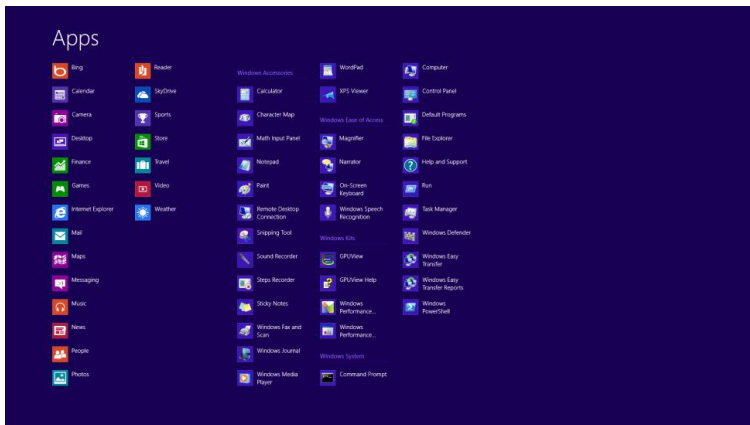 Apps
Bing
Calendar
Camera
Desktop
Finance
Games
Internet Explorer
Mail
Maps
Messaging
Music
News
People
Photos
Reader
SkyDrive
Sports
Store
Travel
Video
Weather
Windows Accessories
Calculator
Character Map
Math Input Panel
Notepad
Paint
Remote Desktop
Connection
Snipping Tool
Sound Recorder
Steps Recorder
Sticky Notes
Windows Fax and
Scan
Windows Journal
Windows Media
Player
WordPad
XPS Viewer
Windows Ease of Access
Magnifier
Narrator
On-Screen
Keyboard
Windows Speech
Recognition
Windows Kits
GPUView
GPUView Help
Windows
Performance...
Windows
Performance...
Windows System
Command Prompt
Computer
Control Panel
Default Programs
File Explorer
Help and Support
Run
Task Manager
Windows Defender
Windows Easy
Transfer
Windows Easy
Transfer Reports
Windows
PowerShell